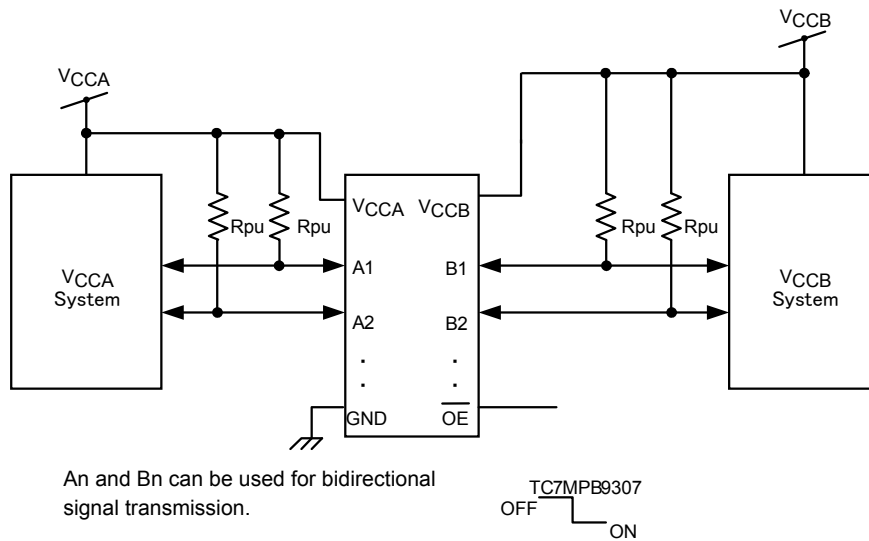 VCCB
VCCA
VCCA
VCCB
Rpu
Rpu
Rpu
Rpu
VCCA
System
A1
B1
VCCB
System
A2
B2
.
.
.
.
GND
OE
An and Bn can be used for bidirectional
signal transmission.
TC7MPB9307
OFF
ON